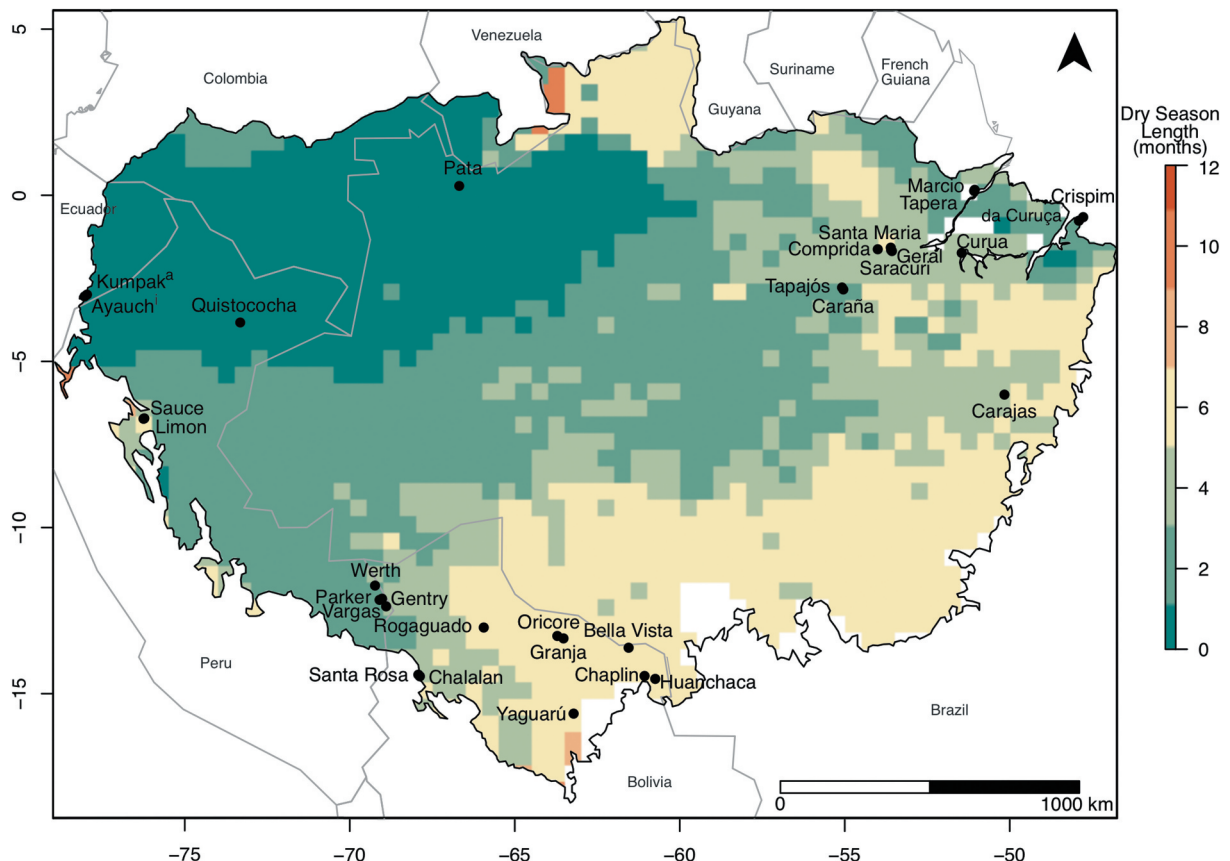 5
0
−5
−10
−15
−75
−70
−65
−60
−55
−50
Venezuela
Colombia
Suriname
French
Guiana
Guyana
Ecuador
Peru
Bolivia
Brazil
Pata
Marcio
Tapera
Crispim
da Curuça
Santa Maria
Comprida
Geral
Saracuri
Curua
Kumpakᵃ
Ayauchⁱ
Quistococha
Tapajós
Caraña
Sauce
Limon
Carajas
Werth
Parker
Gentry
Vargas
Rogaguado
Oricore
Granja
Bella Vista
Santa Rosa
Chalalan
Chaplin
Huanchaca
Yaguarú
Dry Season
Length
(months)
12
10
8
6
4
2
0
0
1000 km